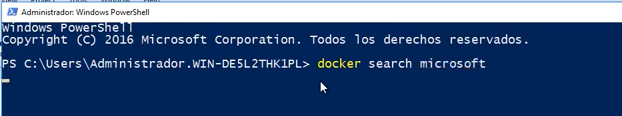 Administrador: Windows PowerShell
Windows PowerShell
Copyright (C) 2016 Microsoft Corporation. Todos los derechos reservados.
PS C:\Users\Administrador.WIN-DE5L2THK1PL> docker search microsoft